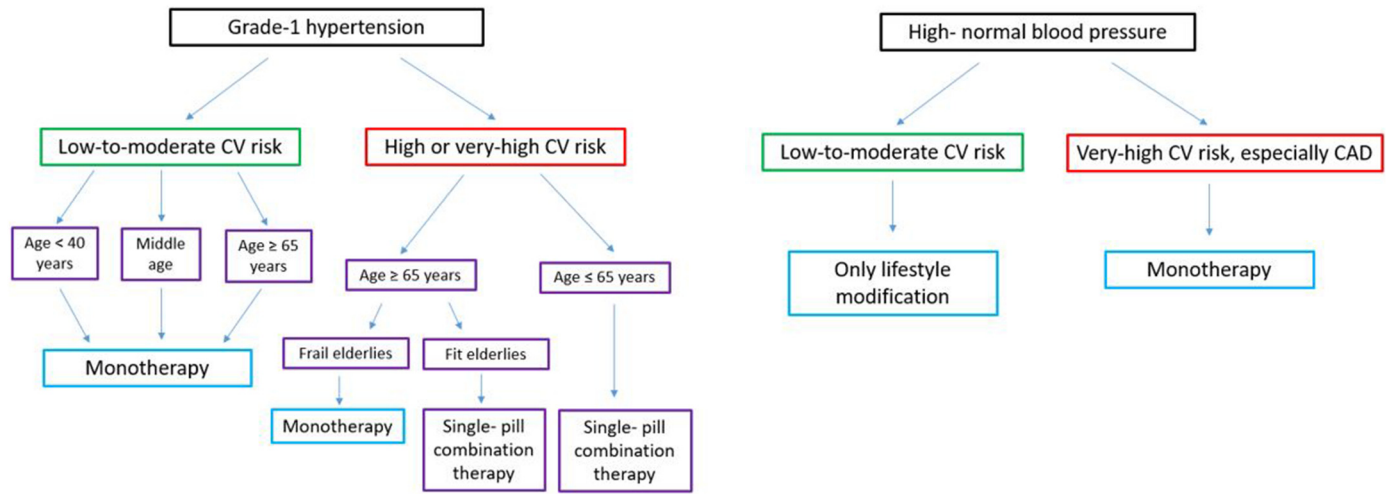 Grade-1 hypertension
Low-to-moderate CV risk
High or very-high CV risk
Age < 40
years
Middle
age
Age ≥ 65
years
Age ≥ 65 years
Age ≤ 65 years
Monotherapy
Frail elderlies
Fit elderlies
Monotherapy
Single- pill
combination
therapy
Single- pill
combination
therapy
High- normal blood pressure
Low-to-moderate CV risk
Very-high CV risk, especially CAD
Only lifestyle
modification
Monotherapy